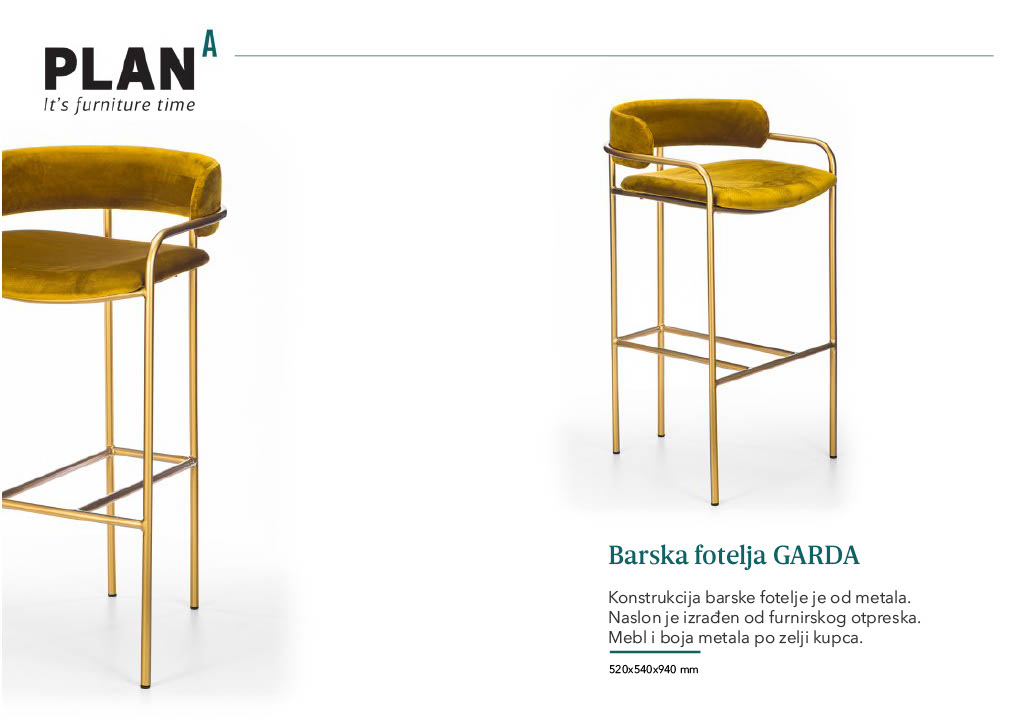 PLAN A
It's furniture time
Barska fotelja GARDA
Konstrukcija barske fotelje je od metala.
Naslon je izrađen od furnirskog otpreska.
Mebl i boja metala po zelji kupca.
520x540x940 mm